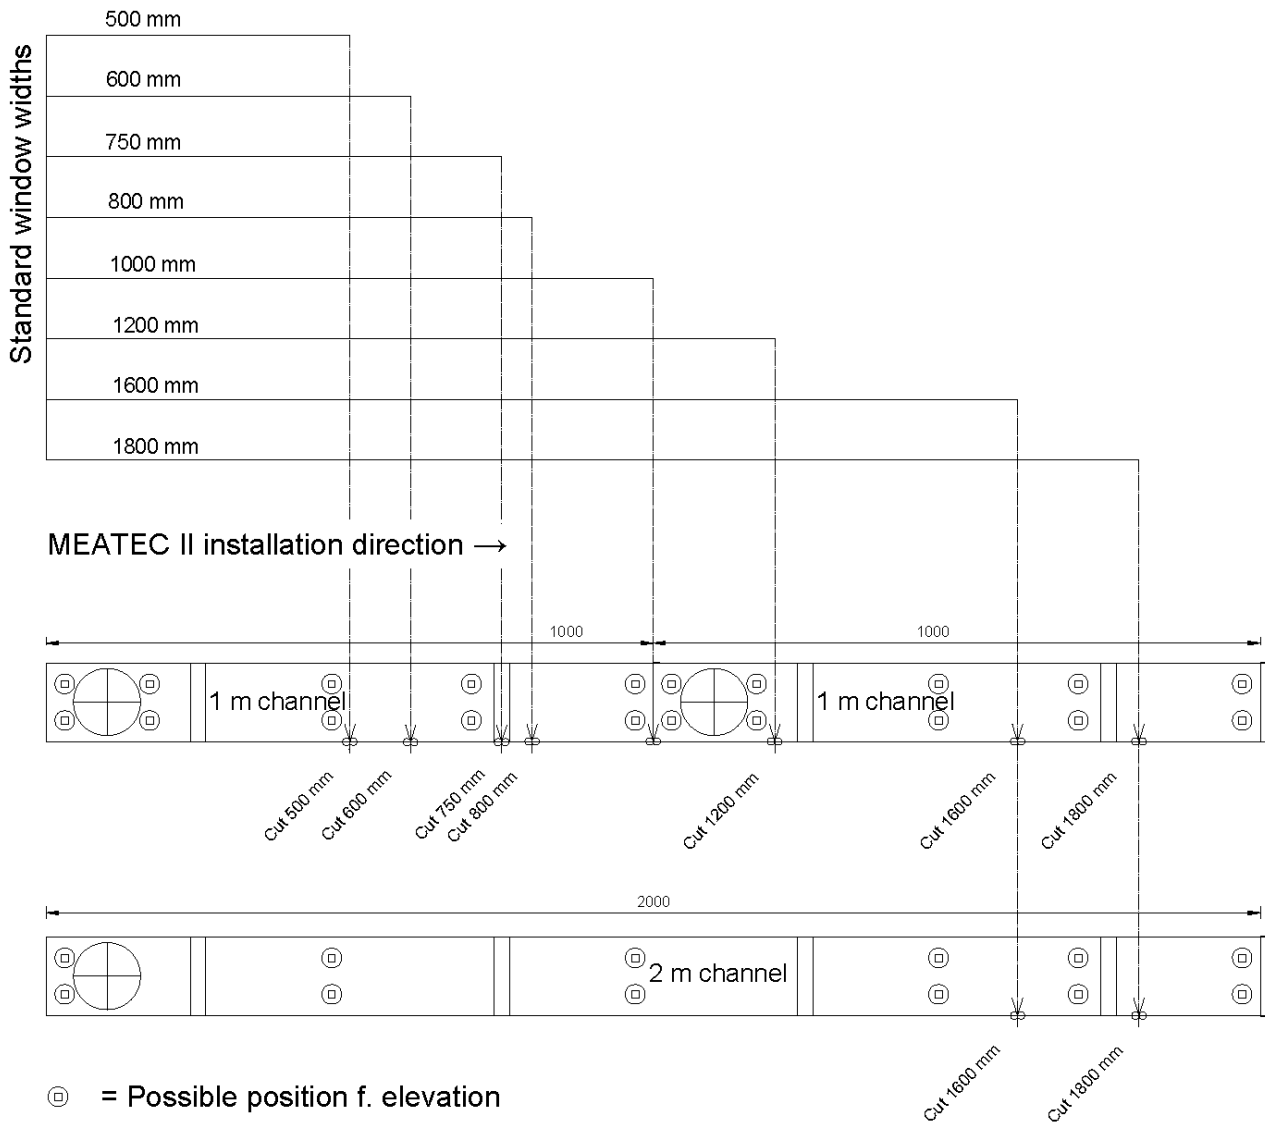 Standard window widths
500 mm
600 mm
750 mm
800 mm
1000 mm
1200 mm
1600 mm
1800 mm
MEATEC II installation direction →
1000
1000
1 m channel
1 m channel
Cut 500 mm
Cut 600 mm
Cut 750 mm
Cut 800 mm
Cut 1200 mm
Cut 1600 mm
Cut 1800 mm
2000
2 m channel
Cut 1600 mm
Cut 1800 mm
= Possible position f. elevation